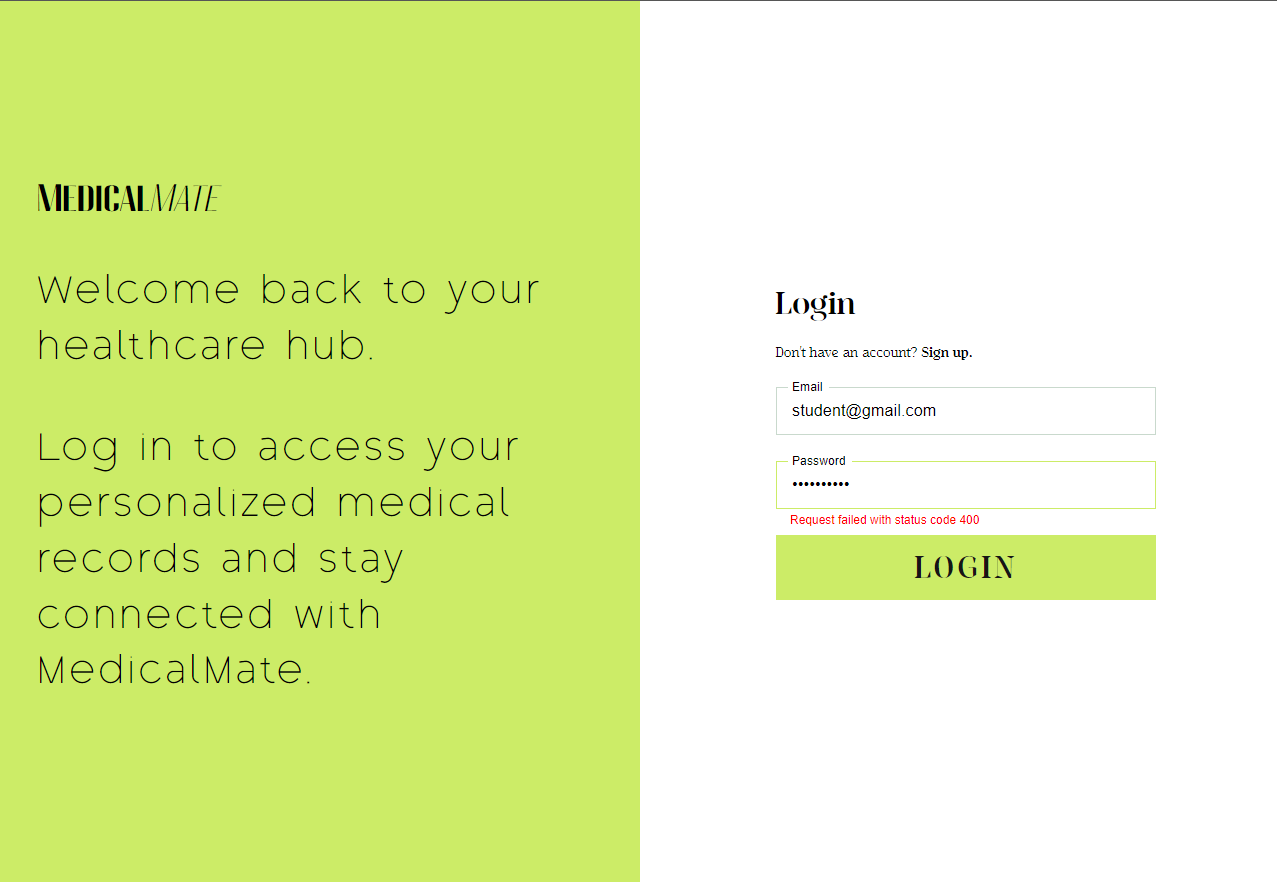 MEDICALMATE
Welcome back to your
healthcare hub.
Log in to access your
personalized medical
records and stay
connected with
MedicalMate.
Login
Don't have an account? Sign up.
Email
student@gmail.com
Password
••••••••••
Request failed with status code 400
LOGIN